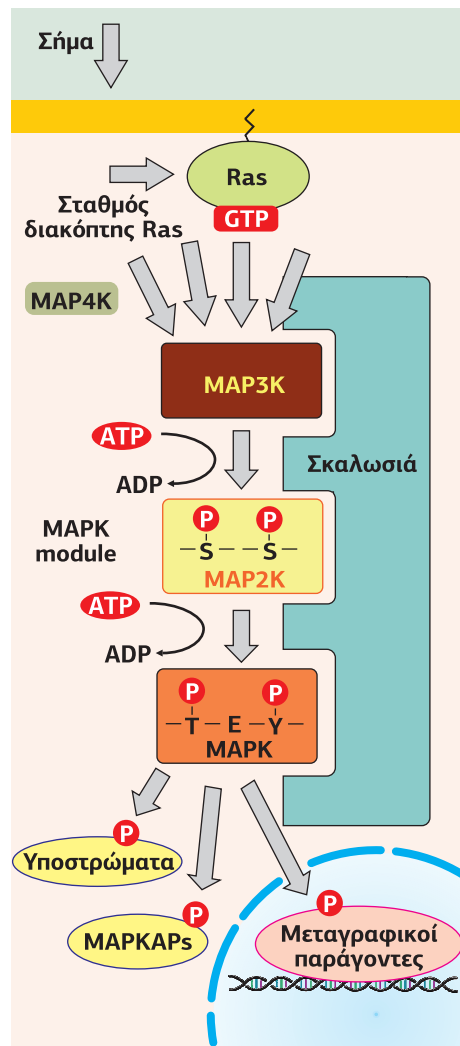 Σήμα
Ras
GTP
Σταθμός
διακόπτης Ras
MAP4K
MAP3K
ATP
ADP
Σκαλωσιά
P P
–S––S–
MAP2K
MAPK
module
ATP
ADP
P P
–T–E–Y–
MAPK
P
Υποστρώματα
P
MAPKAPs
P
Μεταγραφικοί
παράγοντες